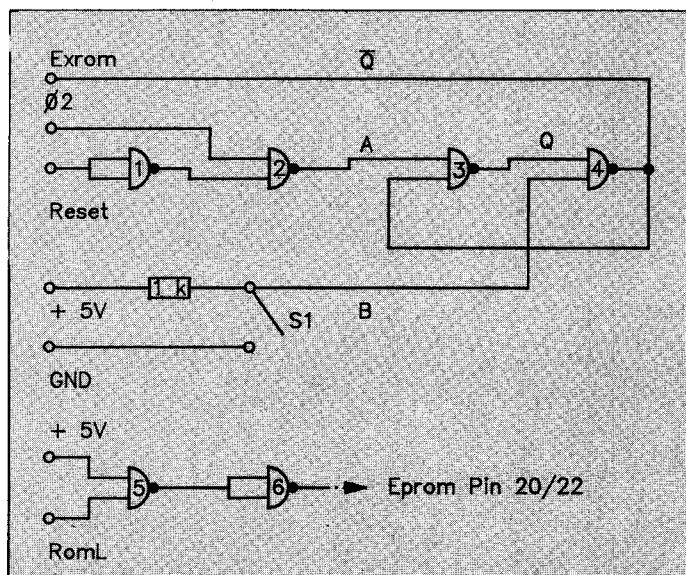 Exrom
Q̅
Ø2
A
Q
1
2
3
4
Reset
1 k
+ 5V
S1
B
GND
+ 5V
5
6
Eprom Pin 20/22
RomL